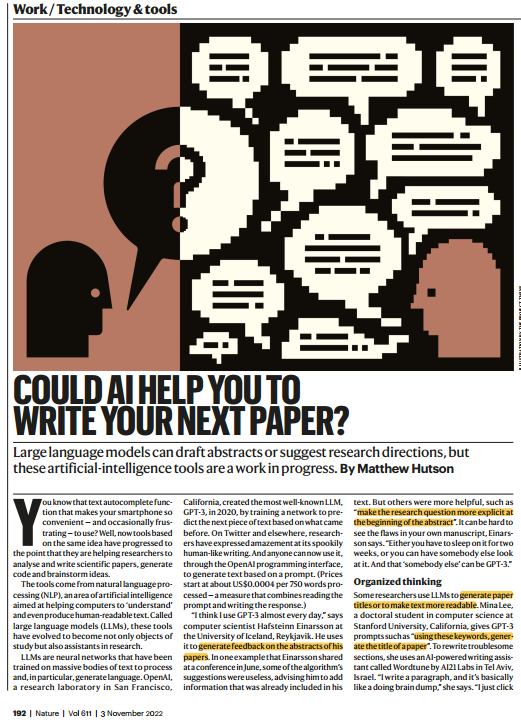 Work / Technology & tools
COULD AI HELP YOU TO
WRITE YOUR NEXT PAPER?
Large language models can draft abstracts or suggest research directions, but
these artificial-intelligence tools are a work in progress. By Matthew Hutson
You know that text autocomplete func-
tion that makes your smartphone so
convenient — and occasionally frus-
trating — to use? Well, now tools based
on the same idea have progressed to
the point that they are helping researchers to
analyse and write scientific papers, generate
code and brainstorm ideas.
The tools come from natural language pro-
cessing (NLP), an area of artificial intelligence
aimed at helping computers to ‘understand’
and even produce human-readable text. Called
large language models (LLMs), these tools
have evolved to become not only objects of
study but also assistants in research.
LLMs are neural networks that have been
trained on massive bodies of text to process
and, in particular, generate language. OpenAI,
a research laboratory in San Francisco,
California, created the most well-known LLM,
GPT-3, in 2020, by training a network to pre-
dict the next piece of text based on what came
before. On Twitter and elsewhere, research-
ers have expressed amazement at its spookily
human-like writing. And anyone can now use it,
through the OpenAI programming interface,
to generate text based on a prompt. (Prices
start at about US$0.0004 per 750 words pro-
cessed — a measure that combines reading the
prompt and writing the response.)
“I think I use GPT-3 almost every day,” says
computer scientist Hafsteinn Einarsson at
the University of Iceland, Reykjavik. He uses
it to generate feedback on the abstracts of his
papers. In one example that Einarsson shared
at a conference in June, some of the algorithm’s
suggestions were useless, advising him to add
information that was already included in his
text. But others were more helpful, such as
“make the research question more explicit at
the beginning of the abstract”. It can be hard to
see the flaws in your own manuscript, Einars-
son says. “Either you have to sleep on it for two
weeks, or you can have somebody else look
at it. And that ‘somebody else’ can be GPT-3.”
Organized thinking
Some researchers use LLMs to generate paper
titles or to make text more readable. Mina Lee,
a doctoral student in computer science at
Stanford University, California, gives GPT-3
prompts such as “using these keywords, gener-
ate the title of a paper”. To rewrite troublesome
sections, she uses an AI-powered writing assis-
tant called Wordtune by AI21 Labs in Tel Aviv,
Israel. “I write a paragraph, and it’s basically
like a doing brain dump,” she says. “I just click
192 | Nature | Vol 611 | 3 November 2022